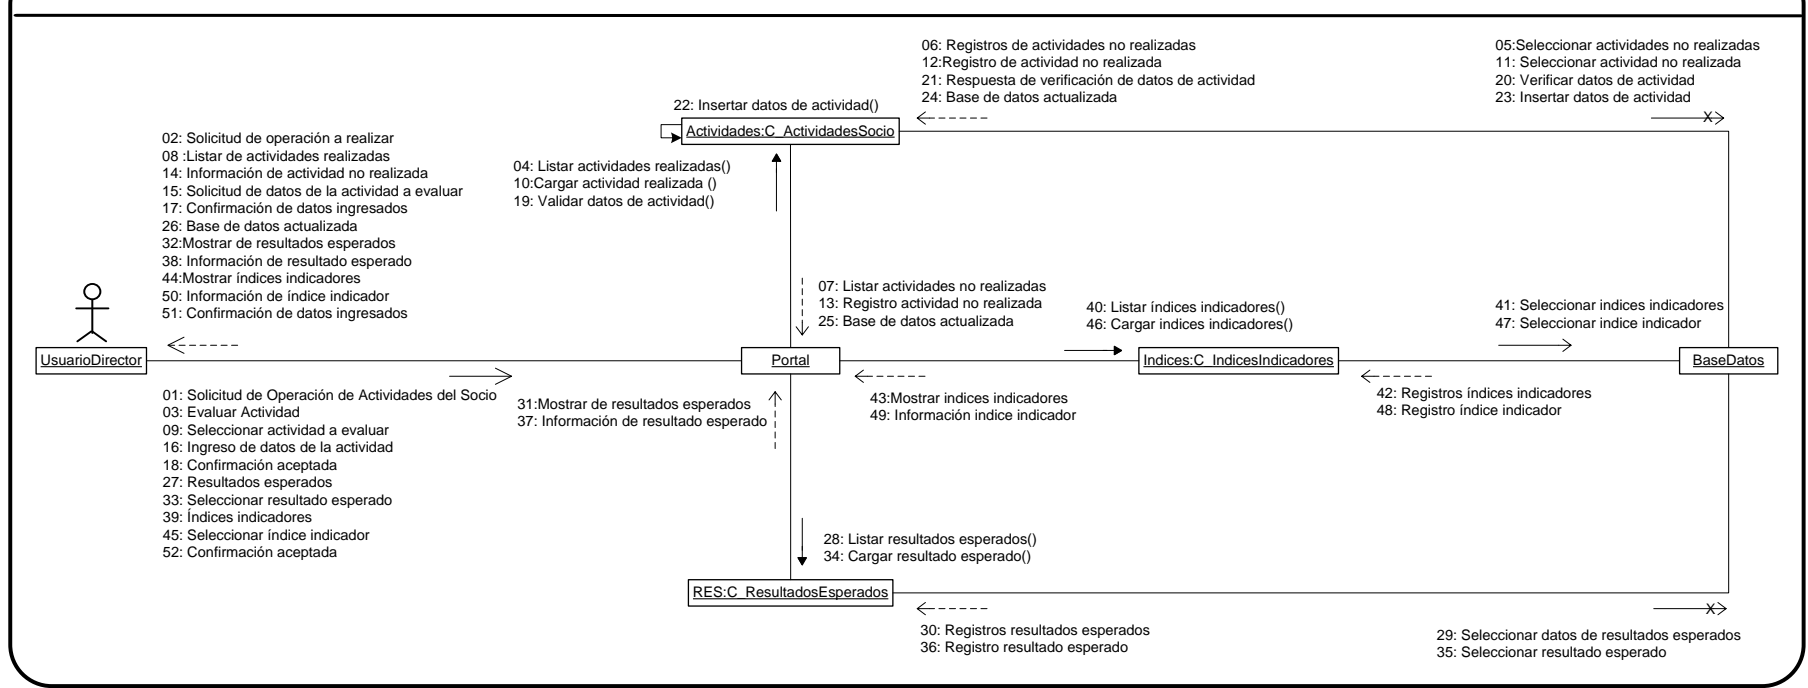 06: Registros de actividades no realizadas
12:Registro de actividad no realizada
21: Respuesta de verificación de datos de actividad
24: Base de datos actualizada
05:Seleccionar actividades no realizadas
11: Seleccionar actividad no realizada
20: Verificar datos de actividad
23: Insertar datos de actividad
X
22: Insertar datos de actividad()
Actividades:C_ActividadesSocio
02: Solicitud de operación a realizar
08 :Listar de actividades realizadas
14: Información de actividad no realizada
15: Solicitud de datos de la actividad a evaluar
17: Confirmación de datos ingresados
26: Base de datos actualizada
32:Mostrar de resultados esperados
38: Información de resultado esperado
44:Mostrar índices indicadores
50: Información de índice indicador
51: Confirmación de datos ingresados
04: Listar actividades realizadas()
10:Cargar actividad realizada ()
19: Validar datos de actividad()
07: Listar actividades no realizadas
13: Registro actividad no realizada
25: Base de datos actualizada
40: Listar índices indicadores()
46: Cargar indices indicadores()
41: Seleccionar indices indicadores
47: Seleccionar indice indicador
UsuarioDirector
Portal
Indices:C_IndicesIndicadores
BaseDatos
01: Solicitud de Operación de Actividades del Socio
03: Evaluar Actividad
09: Seleccionar actividad a evaluar
16: Ingreso de datos de la actividad
18: Confirmación aceptada
27: Resultados esperados
33: Seleccionar resultado esperado
39: Índices indicadores
45: Seleccionar índice indicador
52: Confirmación aceptada
31:Mostrar de resultados esperados
37: Información de resultado esperado
43:Mostrar indices indicadores
49: Información indice indicador
42: Registros índices indicadores
48: Registro índice indicador
28: Listar resultados esperados()
34: Cargar resultado esperado()
RES:C_ResultadosEsperados
X
30: Registros resultados esperados
36: Registro resultado esperado
29: Seleccionar datos de resultados esperados
35: Seleccionar resultado esperado